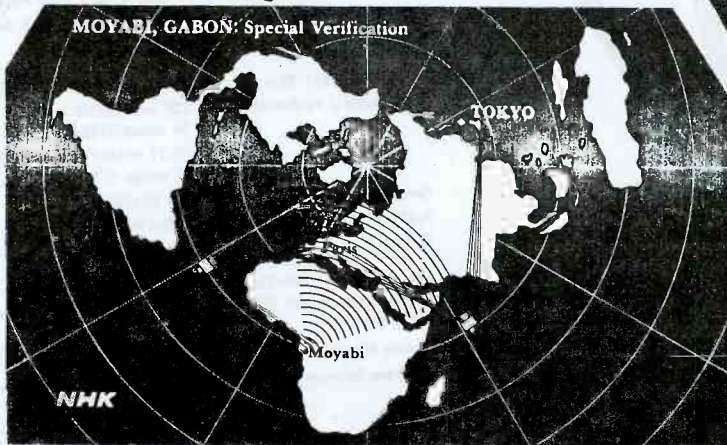 MOYABI, GABON: Special Verification
TOKYO
Paris
Moyabi
NHK